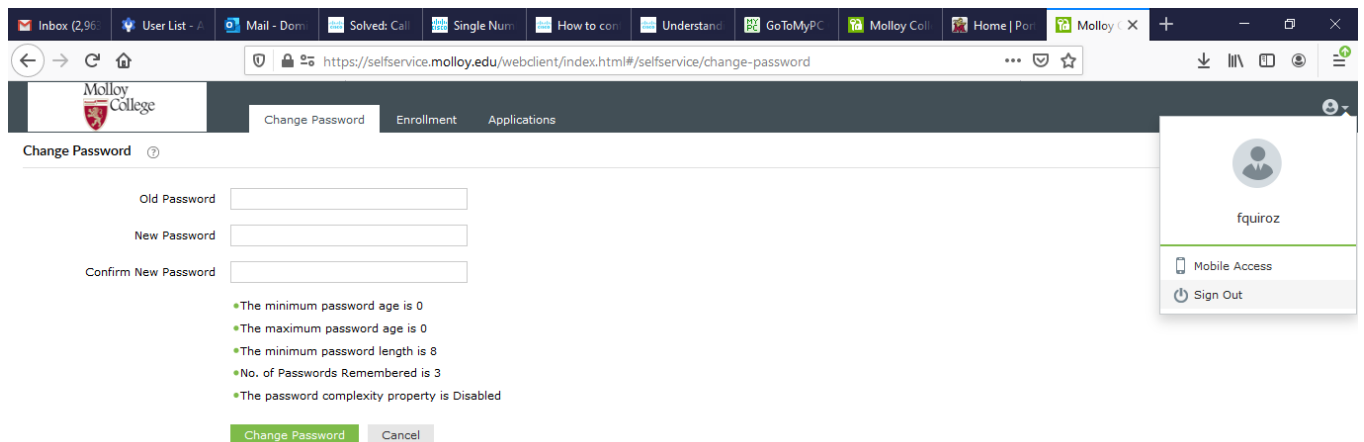 Inbox (2,963
User List - A
Mail - Dom
Solved: Call
Single Num
How to con
Understand
GoToMyPC
Molloy Coll
Home | Por
Molloy C
https://selfservice.molloy.edu/webclient/index.html#/selfservice/change-password
Molloy
College
Change Password
Enrollment
Applications
Change Password
Old Password
New Password
Confirm New Password
The minimum password age is 0
The maximum password age is 0
The minimum password length is 8
No. of Passwords Remembered is 3
The password complexity property is Disabled
Change Password
Cancel
fquiroz
Mobile Access
Sign Out